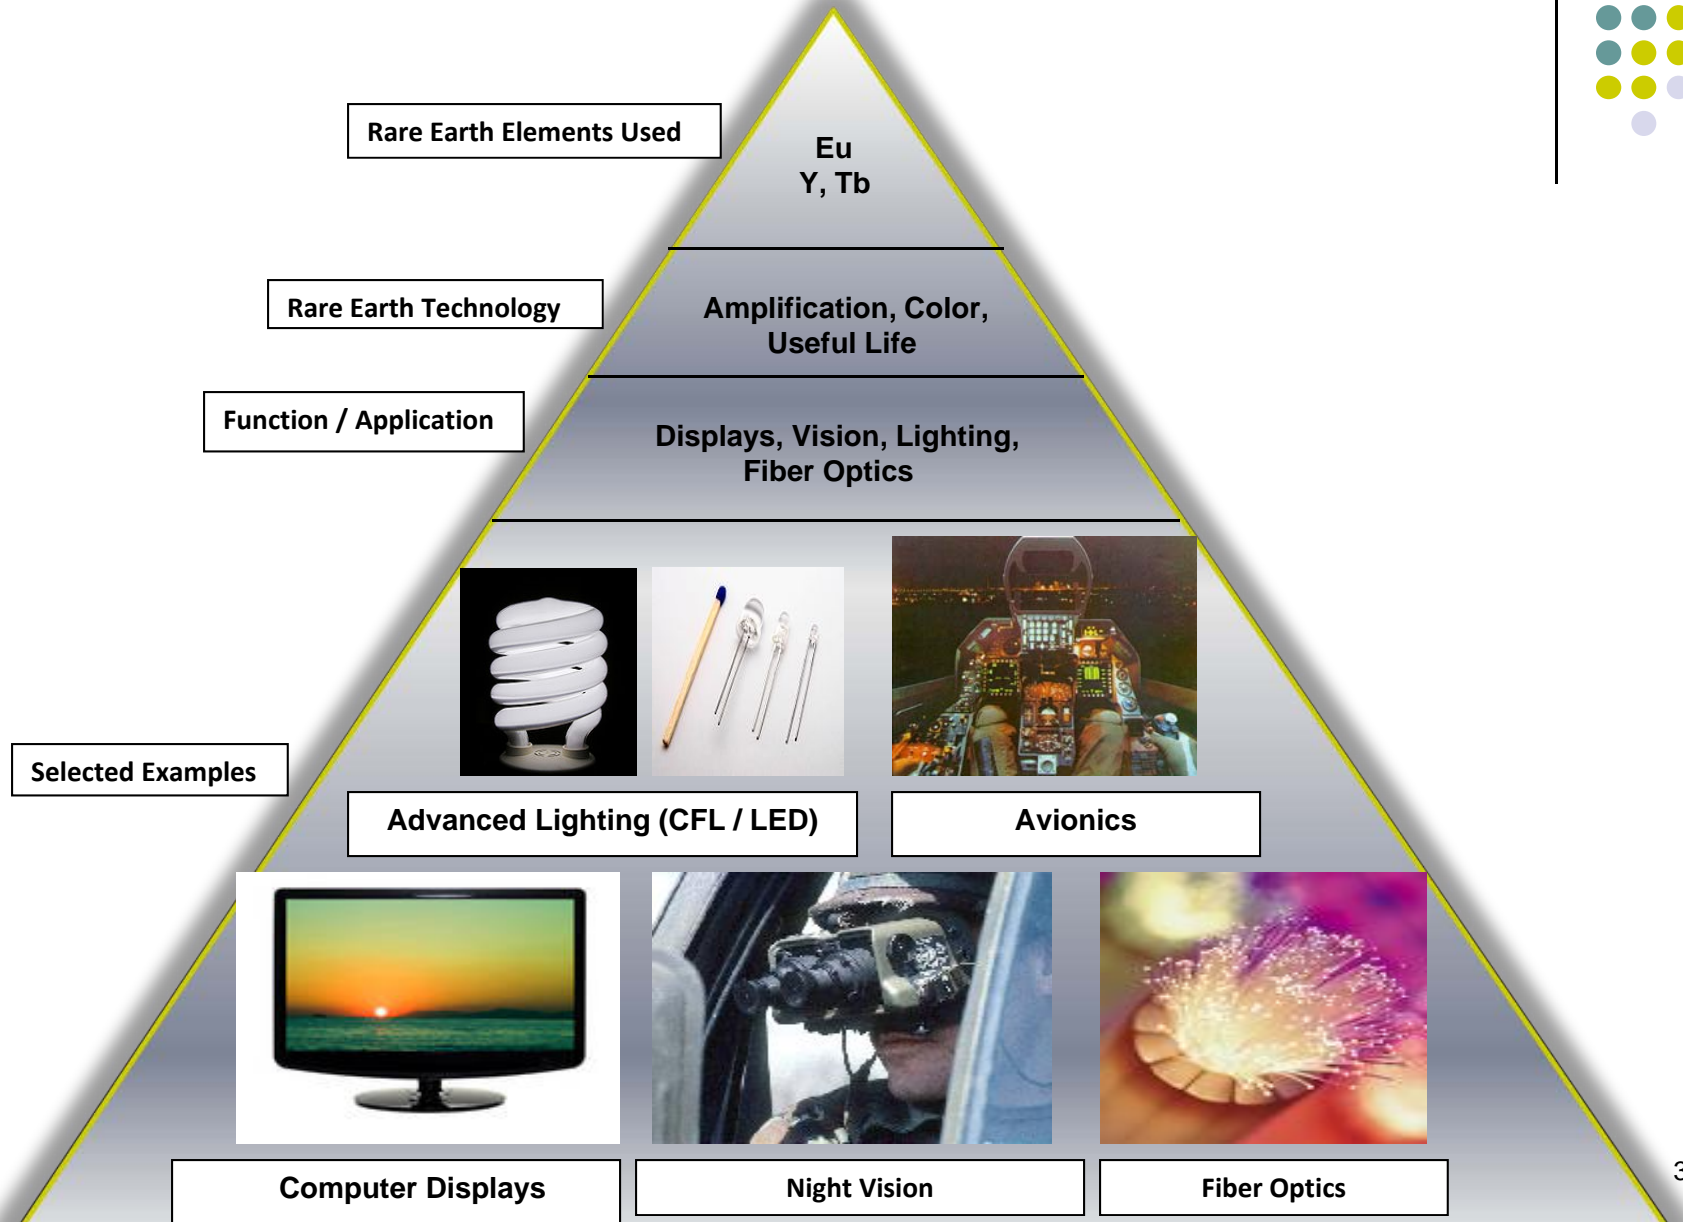 Rare Earth Elements Used
Eu
Y, Tb
Rare Earth Technology
Amplification, Color,
Useful Life
Function / Application
Displays, Vision, Lighting,
Fiber Optics
Selected Examples
Advanced Lighting (CFL / LED)
Avionics
Computer Displays
Night Vision
Fiber Optics
3